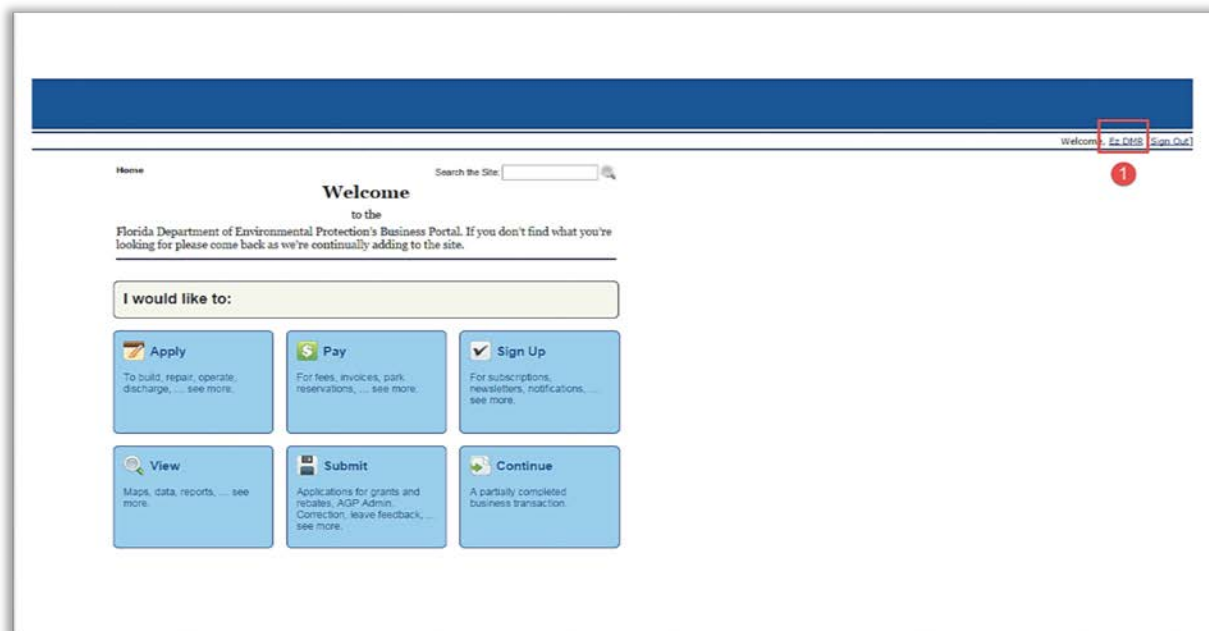 Welcome, Ez DMR [Sign Out]
1
Home
Search the Site:
Welcome
to the
Florida Department of Environmental Protection's Business Portal. If you don't find what you're
looking for please come back as we're continually adding to the site.
I would like to:
Apply
To build, repair, operate,
discharge, ... see more.
Pay
For fees, invoices, park
reservations, ... see more.
Sign Up
For subscriptions,
newsletters, notifications, ...
see more.
View
Maps, data, reports, ... see
more.
Submit
Applications for grants and
rebates, AGP Admin.
Correction, leave feedback, ...
see more.
Continue
A partially completed
business transaction.